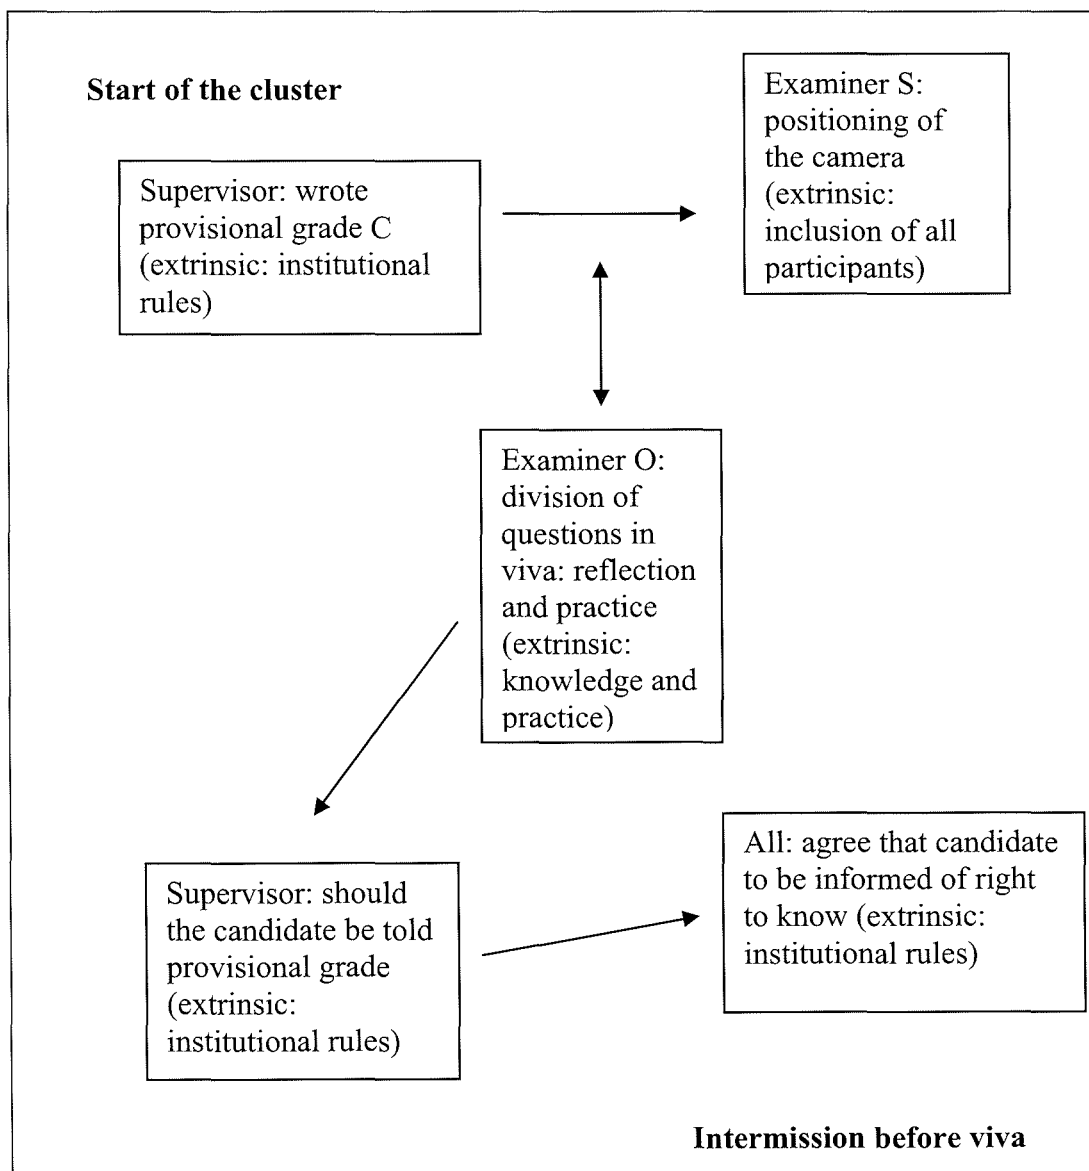 Start of the cluster
Supervisor: wrote
provisional grade C
(extrinsic: institutional
rules)
Examiner S:
positioning of
the camera
(extrinsic:
inclusion of all
participants)
Examiner O:
division of
questions in
viva: reflection
and practice
(extrinsic:
knowledge and
practice)
Supervisor: should
the candidate be told
provisional grade
(extrinsic:
institutional rules)
All: agree that candidate
to be informed of right
to know (extrinsic:
institutional rules)
Intermission before viva